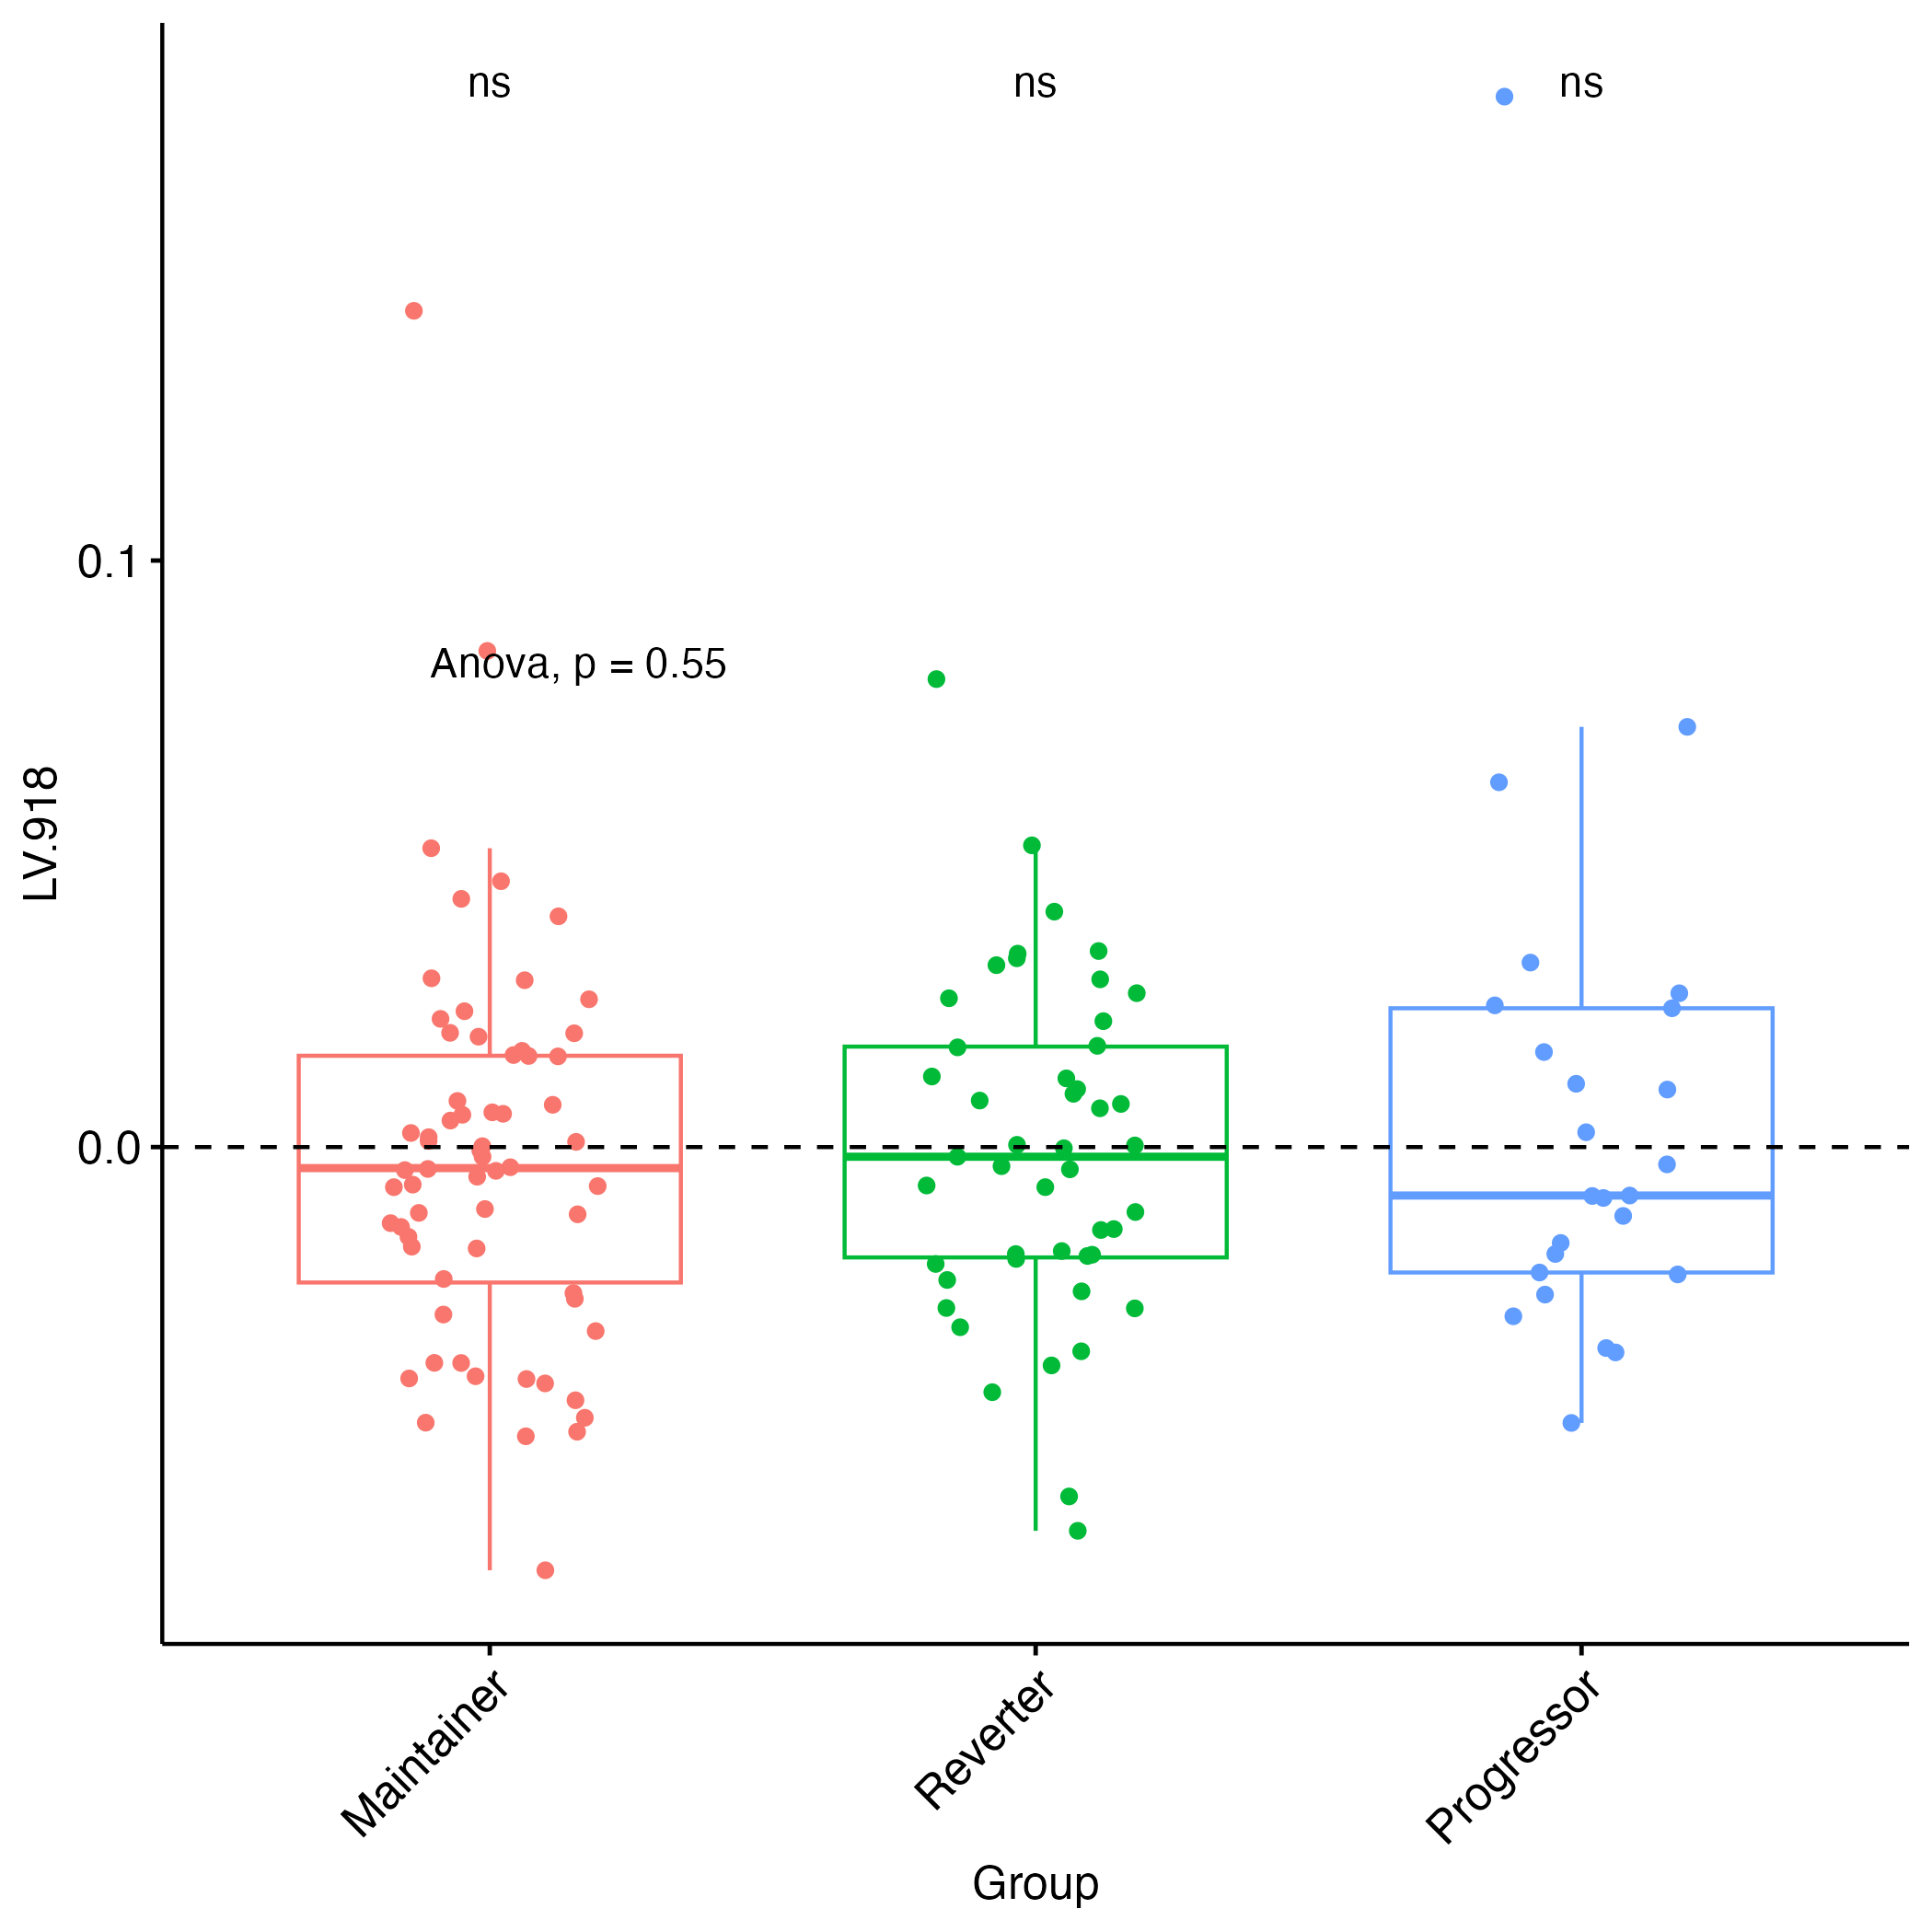 ns ns ns
0.1
Anova, p = 0.55
LV.918
0.0
Maintainer Reverter Progressor
Group